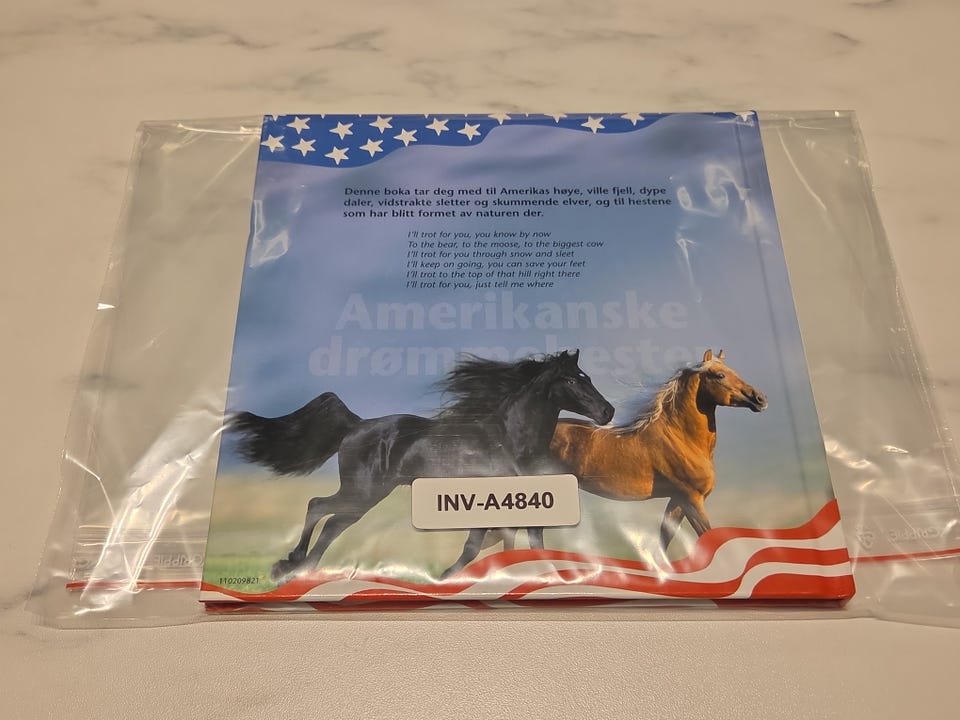 Denne boka tar deg med til Amerikas høye, ville fjell, dype
daler, vidstrakte sletter og skummende elver, og til hestene
som har blitt formet av naturen der.
I'll trot for you, you know by now
To the bear, to the moose, to the biggest cow
I'll trot for you through snow and sleet
I'll keep on going, you can save your feet
I'll trot to the top of that hill right there
I'll trot for you, just tell me where
Amerikanske
drømmehester
INV-A4840
110209821